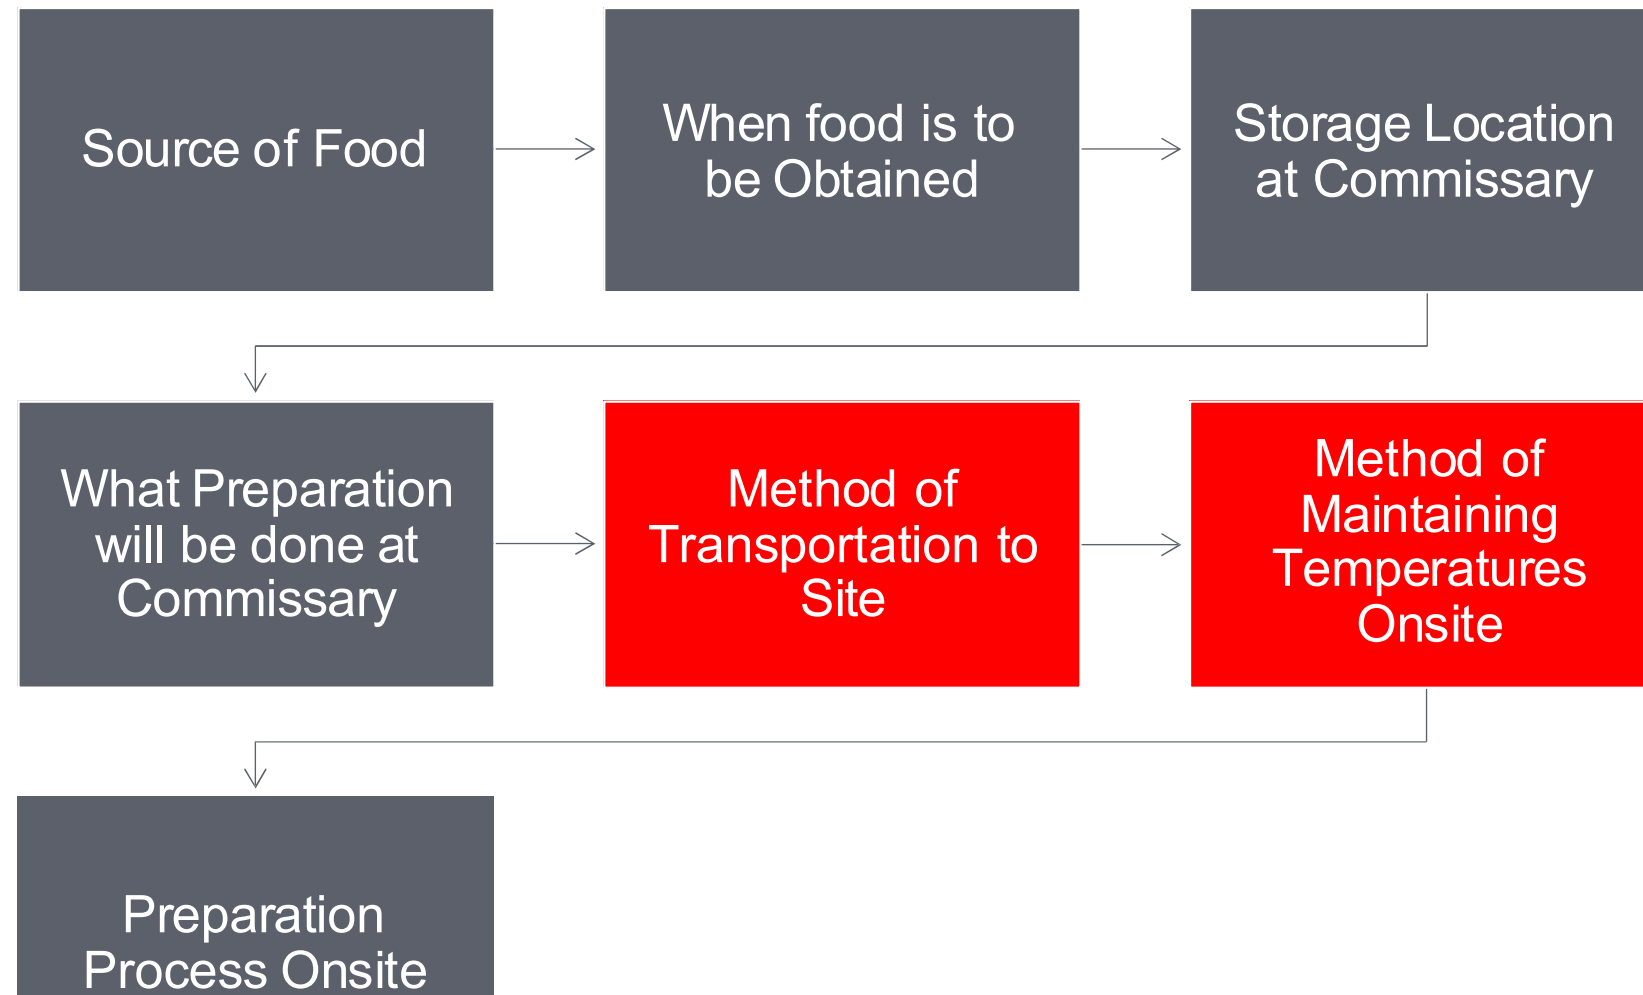 Source of Food
When food is to
be Obtained
Storage Location
at Commissary
What Preparation
will be done at
Commissary
Method of
Transportation to
Site
Method of
Maintaining
Temperatures
Onsite
Preparation
Process Onsite